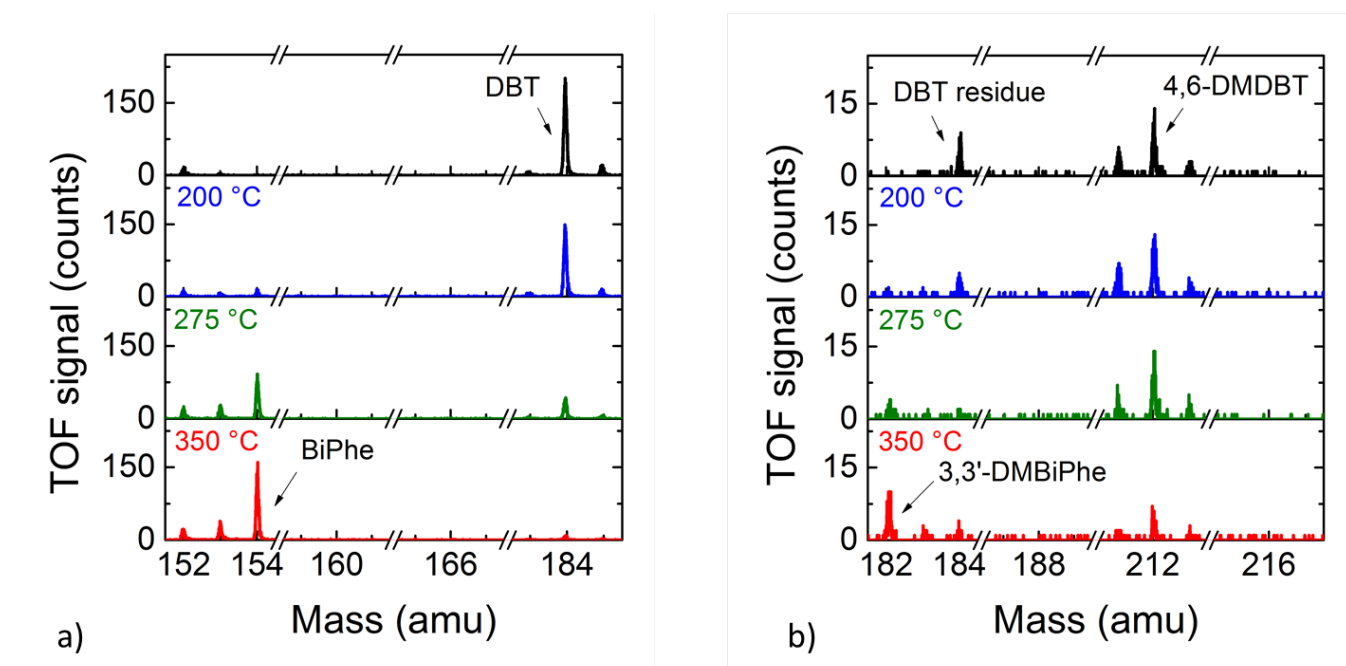 DBT
150
0
200 °C
150
0
275 °C
150
0
350 °C
BiPhe
150
0
152 154 160 166 184
TOF signal (counts)
Mass (amu)
a)
DBT residue
4,6-DMDBT
15
0
200 °C
15
0
275 °C
15
0
350 °C
3,3'-DMBiPhe
15
0
182 184 188 212 216
TOF signal (counts)
Mass (amu)
b)